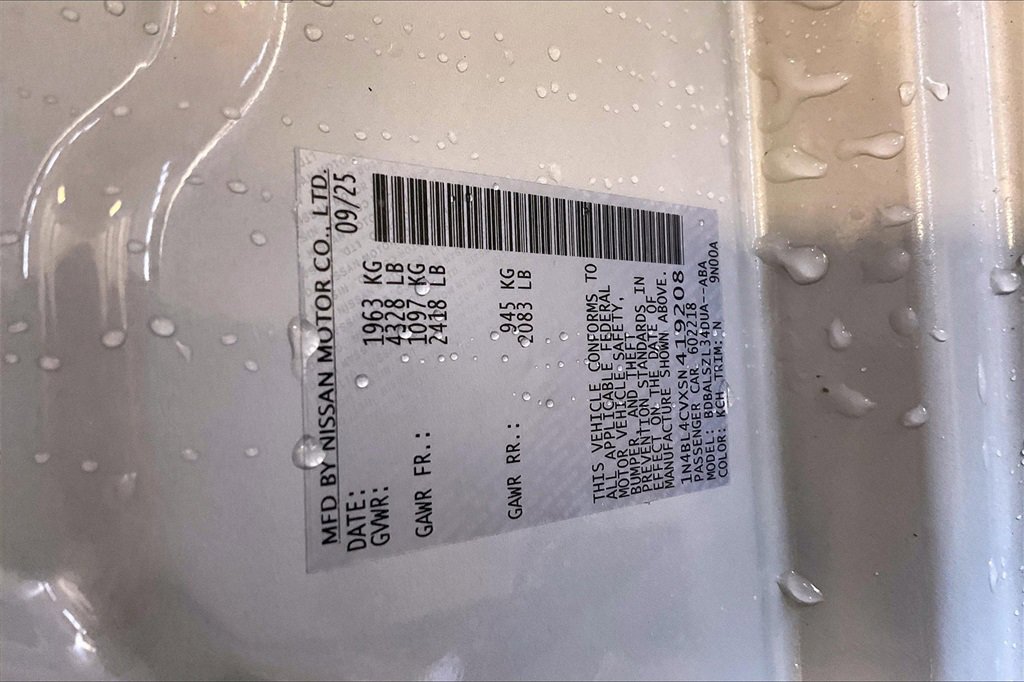 MFD BY NISSAN MOTOR CO., LTD.
DATE: 09/25
GVWR: 1963 KG
4328 LB
GAWR FR.: 1097 KG
2418 LB
GAWR RR.: 945 KG
2083 LB
THIS VEHICLE CONFORMS TO
ALL APPLICABLE FEDERAL
MOTOR VEHICLE SAFETY,
BUMPER, AND THEFT
PREVENTION STANDARDS IN
EFFECT ON THE DATE OF
MANUFACTURE SHOWN ABOVE.
1N4BL4CVXSN419208
PASSENGER CAR 602218
MODEL: BDBALSZL34DUA--ABA
COLOR: KCH TRIM: N 9N00A